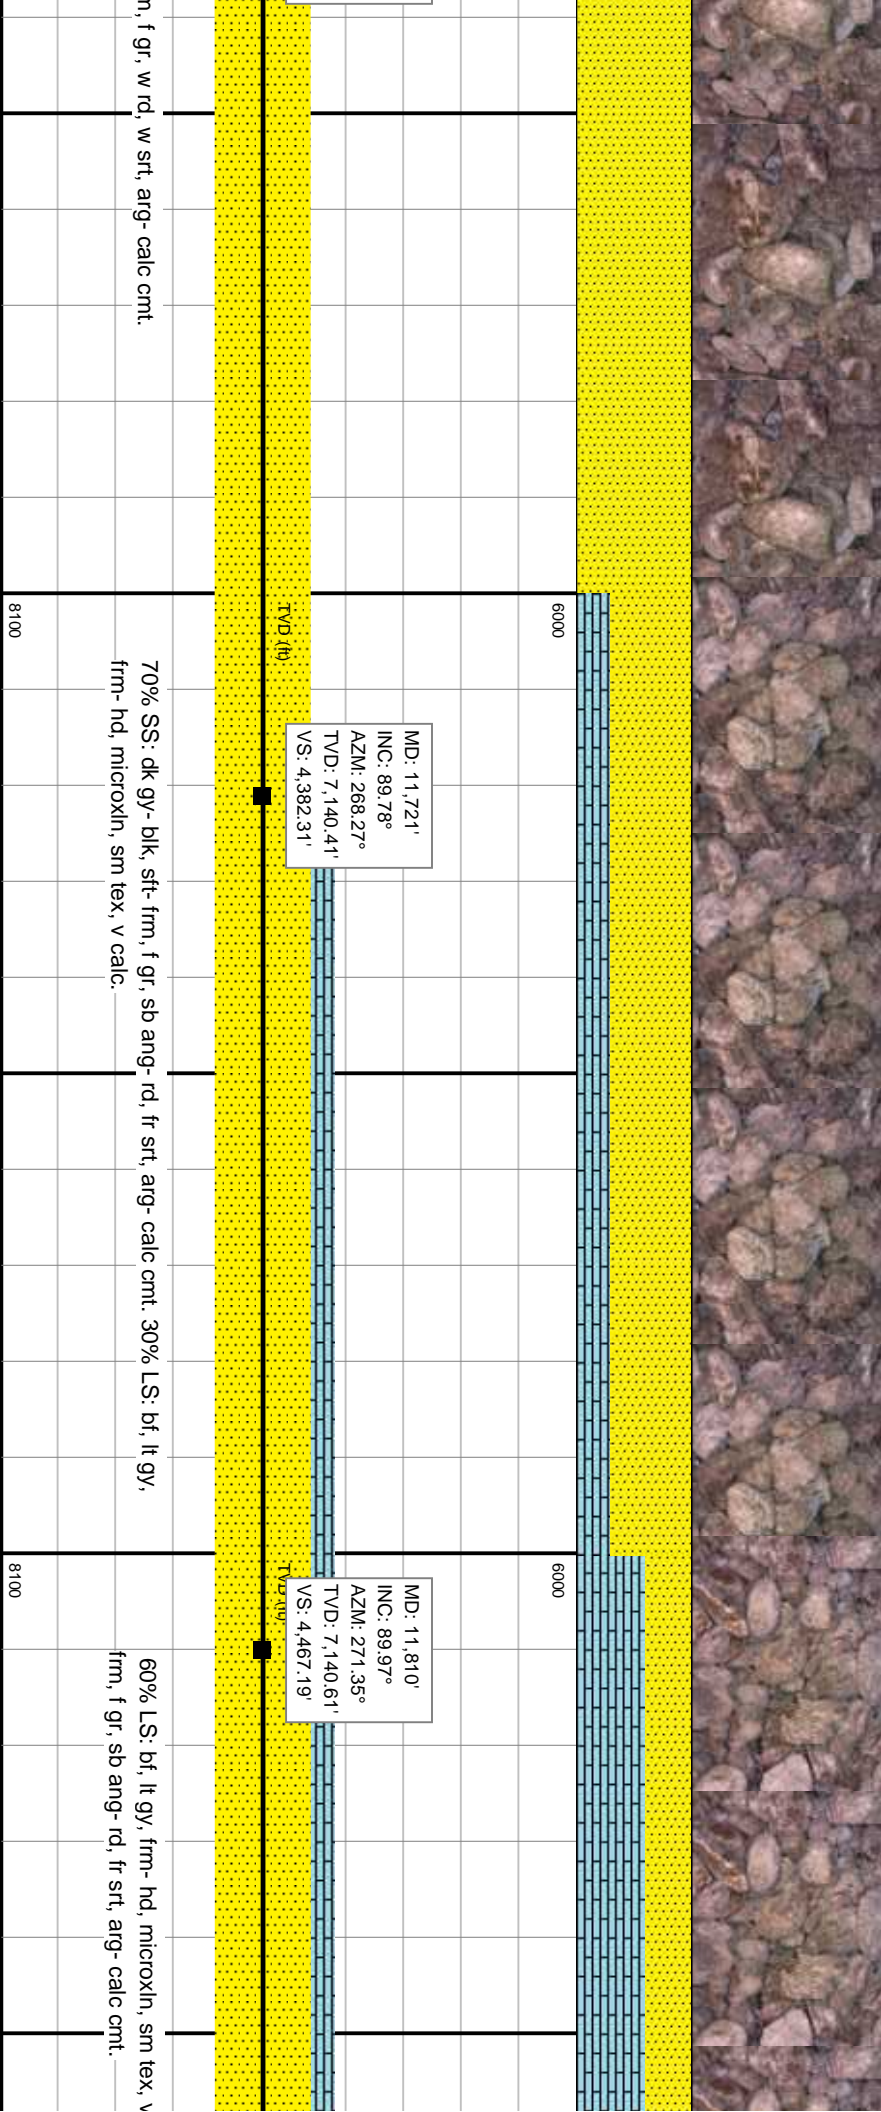 m, f gr, w rd, w srt, arg- calc cmt.
6000
TVD (ft)
8100
MD: 11,721'
INC: 89.78°
AZM: 268.27°
TVD: 7,140.41'
VS: 4,382.31'
70% SS: dk gy- blk, sft- frm, f gr, sb ang- rd, fr srt, arg- calc cmt. 30% LS: bf, lt gy,
frm- hd, microxln, sm tex, v calc.
6000
TVD (ft)
8100
MD: 11,810'
INC: 89.97°
AZM: 271.35°
TVD: 7,140.61'
VS: 4,467.19'
60% LS: bf, lt gy, frm- hd, microxln, sm tex, v
frm, f gr, sb ang- rd, fr srt, arg- calc cmt.